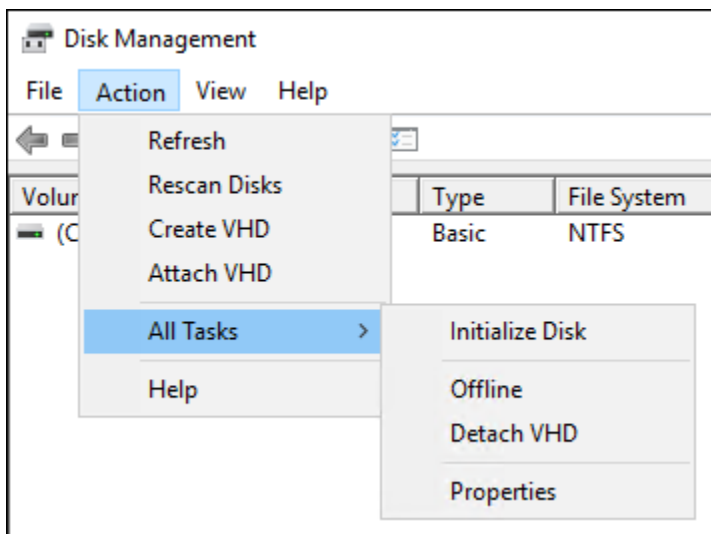 Disk Management
File Action View Help
Refresh
Rescan Disks
Volur Type File System
Create VHD
(C Basic NTFS
Attach VHD
All Tasks
Initialize Disk
Help
Offline
Detach VHD
Properties